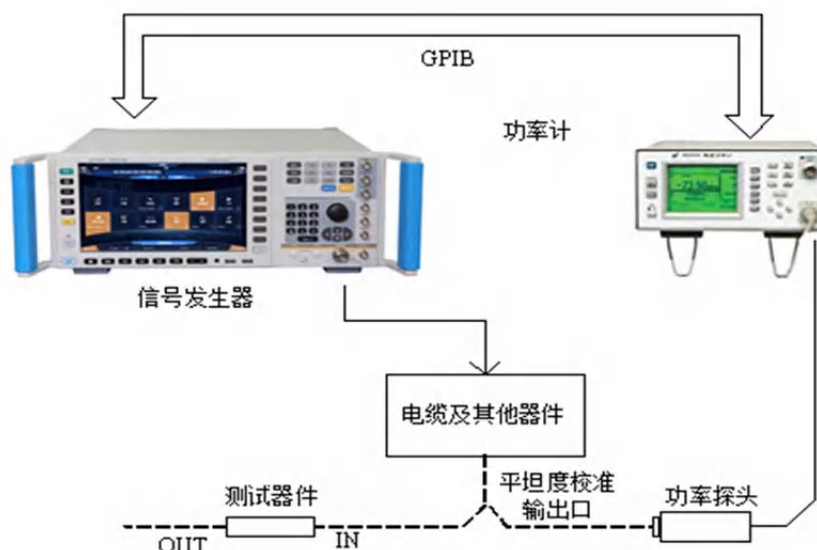 GPIB
功率计
信号发生器
电缆及其他器件
测试器件
平坦度校准
输出口
功率探头
OUT
IN